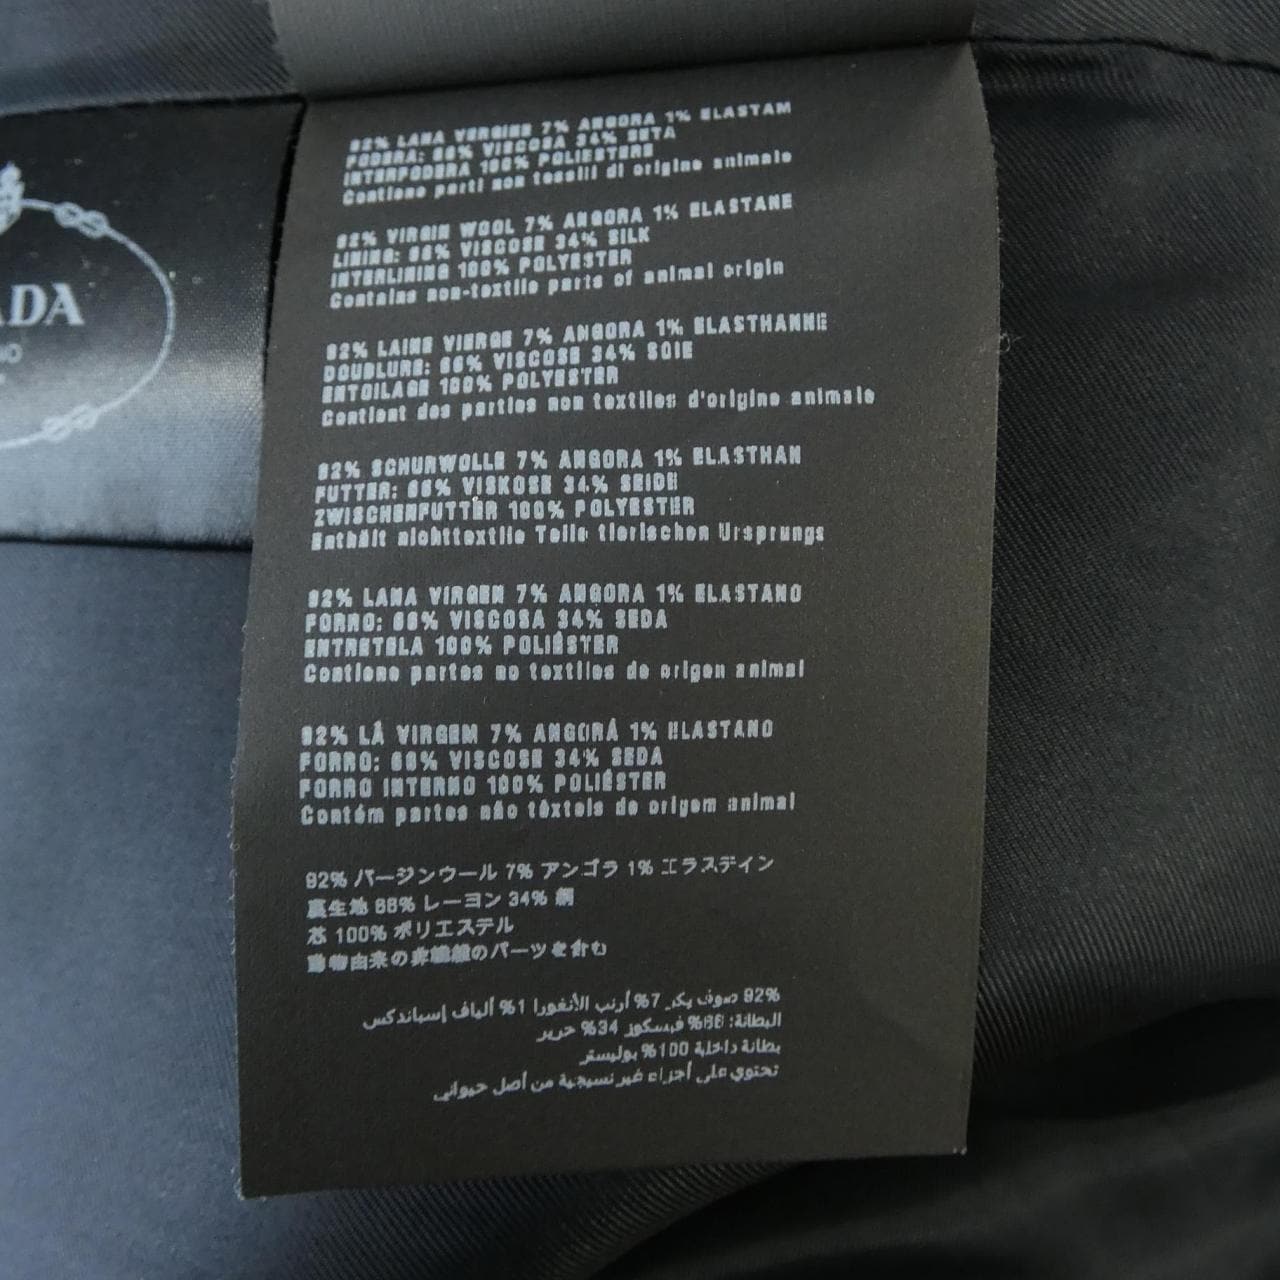 ADA
NO
92% LANA VERGINE 7% ANGORA 1% ELASTAM
FODERA: 66% VISCOSA 34% SETA
INTERFODERA 100% POLIESTERE
Contiene parti non tessili di origine animale
92% VIRGIN WOOL 7% ANGORA 1% ELASTANE
LINING: 66% VISCOSE 34% SILK
INTERLINING 100% POLYESTER
Contains non-textile parts of animal origin
92% LAINE VIERGE 7% ANGORA 1% ELASTHANNE
DOUBLURE: 66% VISCOSE 34% SOIE
ENTOILAGE 100% POLYESTER
Contient des parties non textiles d'origine animale
92% SCHURWOLLE 7% ANGORA 1% ELASTHAN
FUTTER: 66% VISKOSE 34% SEIDE
ZWISCHENFUTTER 100% POLYESTER
Enthält nichttextile Teile tierischen Ursprungs
92% LANA VIRGEN 7% ANGORA 1% ELASTANO
FORRO: 66% VISCOSA 34% SEDA
ENTRETELA 100% POLIÉSTER
Contiene partes no textiles de origen animal
92% LÃ VIRGEM 7% ANGORÁ 1% ELASTANO
FORRO: 66% VISCOSE 34% SEDA
FORRO INTERNO 100% POLIÉSTER
Contém partes não têxteis de origem animal
92% バージンウール 7% アンゴラ 1% エラステイン
裏生地 66% レーヨン 34% 絹
芯 100% ポリエステル
動物由来の非繊維のパーツを含む
92% صوف بكر 7% أرنب الأنغورا 1% ألياف إسباندكس
البطانة: 66% فيسكوز 34% حرير
بطانة داخلية 100% بوليستر
تحتوي على أجزاء غير نسيجية من أصل حيواني